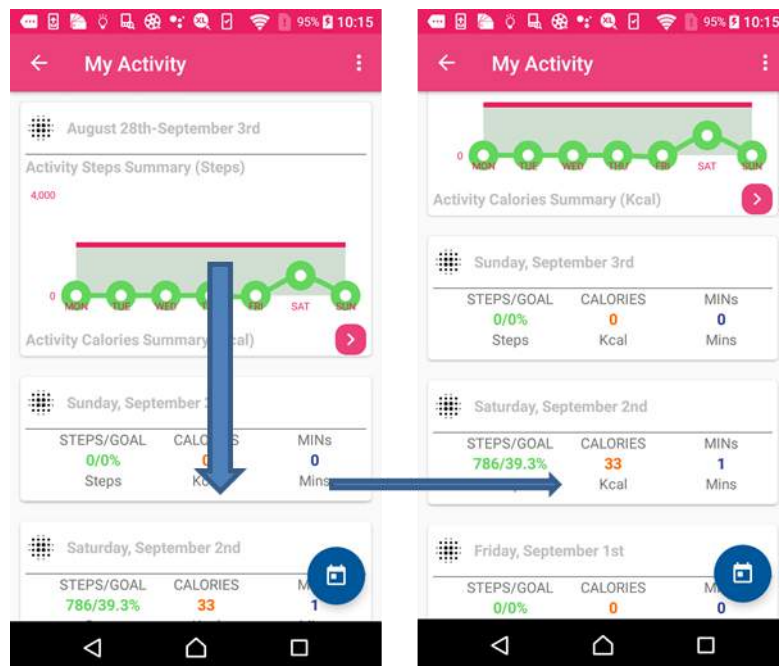 95% 10:15
My Activity
August 28th-September 3rd
Activity Steps Summary (Steps)
4,000
0
MON TUE WED FRI SAT SUN
Activity Calories Summary
Sunday, September
STEPS/GOAL MINs
0/0% 0
Steps Mins
Saturday, September 2nd
STEPS/GOAL CALORIES
786/39.3% 33 1
95% 10:15
My Activity
0
MON TUE WED THU FRI SAT SUN
Activity Calories Summary (Kcal)
Sunday, September 3rd
STEPS/GOAL CALORIES MINs
0/0% 0 0
Steps Kcal Mins
Saturday, September 2nd
STEPS/GOAL CALORIES MINs
786/39.3% 33 1
Kcal Mins
Friday, September 1st
STEPS/GOAL CALORIES
0/0% 0 0